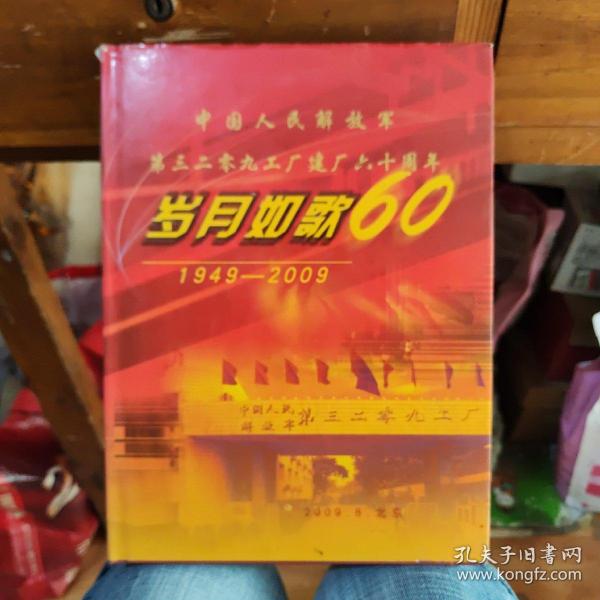 中国人民解放军
第三二零九工厂建厂六十周年
岁月如歌60
1949—2009
中国人民
解放军
第三二零九工厂
2009.8.北京
孔夫子旧书网
www.kongfz.com